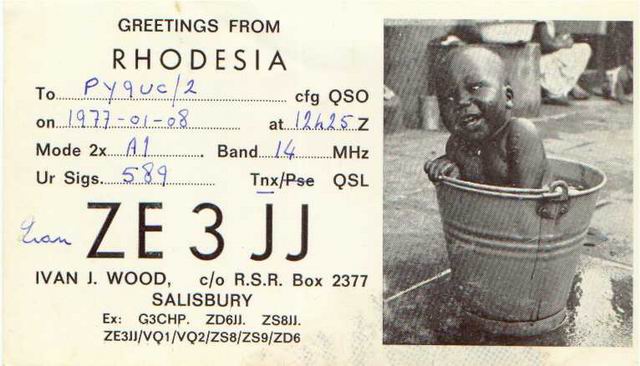 GREETINGS FROM
RHODESIA
To PY9UC/2 cfg QSO
on 1977-01-08 at 12h25 Z
Mode 2x A1. Band 14 MHz
Ur Sigs. 589 Tnx/Pse QSL
Ivan ZE 3 JJ
IVAN J. WOOD, c/o R.S.R. Box 2377
SALISBURY
Ex: G3CHP. ZD6JJ. ZS8JJ.
ZE3JJ/VQ1/VQ2/ZS8/ZS9/ZD6